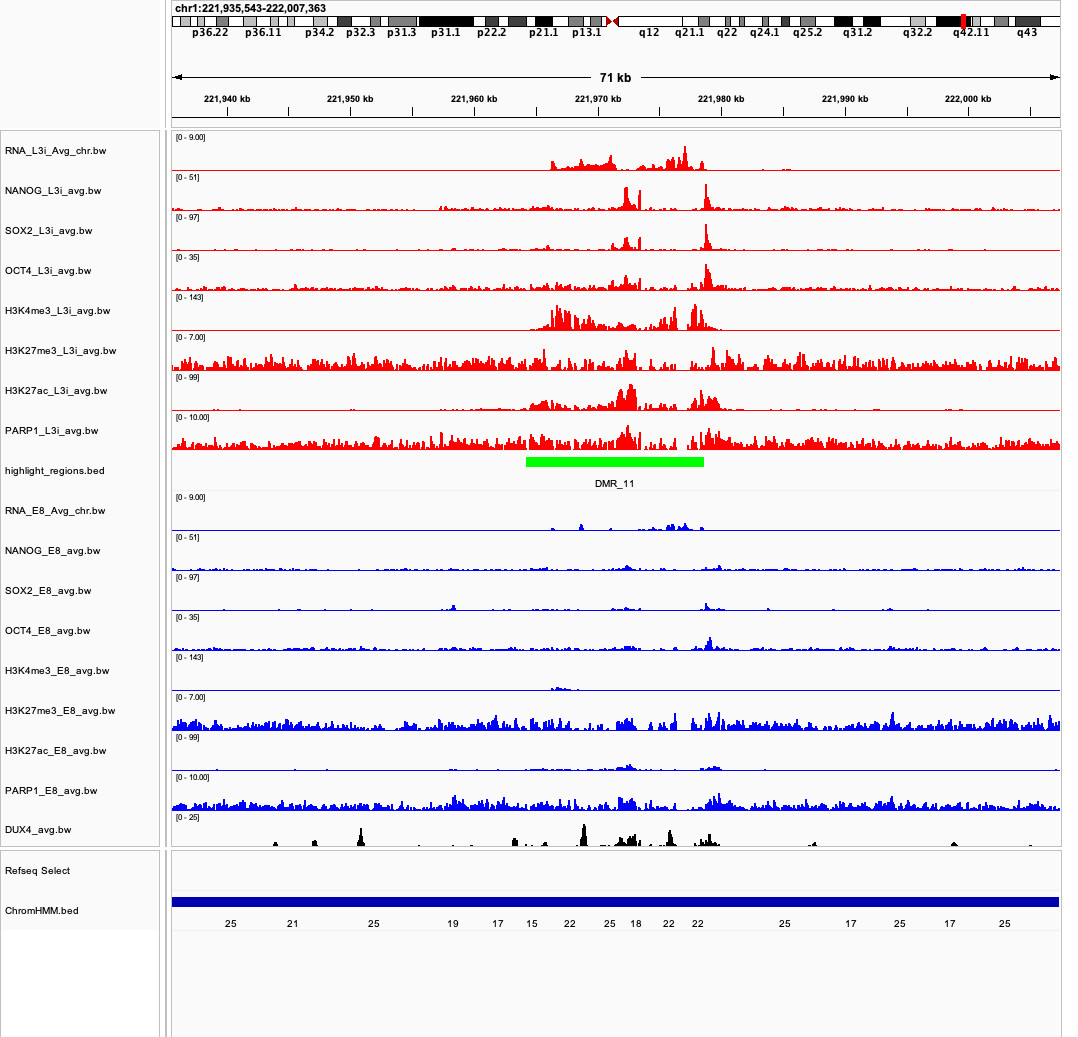 chr1:221,935,543-222,007,363
p36.22 p36.11 p34.2 p32.3 p31.3 p31.1 p22.2 p21.1 p13.1 q12 q21.1 q22 q24.1 q25.2 q31.2 q32.2 q42.11 q43
71 kb
221,940 kb 221,950 kb 221,960 kb 221,970 kb 221,980 kb 221,990 kb 222,000 kb
[0 - 9.00]
RNA_L3i_Avg_chr.bw
[0 - 51]
NANOG_L3i_avg.bw
[0 - 97]
SOX2_L3i_avg.bw
[0 - 35]
OCT4_L3i_avg.bw
[0 - 143]
H3K4me3_L3i_avg.bw
[0 - 7.00]
H3K27me3_L3i_avg.bw
[0 - 99]
H3K27ac_L3i_avg.bw
[0 - 10.00]
PARP1_L3i_avg.bw
highlight_regions.bed
DMR_11
[0 - 9.00]
RNA_E8_Avg_chr.bw
[0 - 51]
NANOG_E8_avg.bw
[0 - 97]
SOX2_E8_avg.bw
[0 - 35]
OCT4_E8_avg.bw
[0 - 143]
H3K4me3_E8_avg.bw
[0 - 7.00]
H3K27me3_E8_avg.bw
[0 - 99]
H3K27ac_E8_avg.bw
[0 - 10.00]
PARP1_E8_avg.bw
[0 - 25]
DUX4_avg.bw
Refseq Select
ChromHMM.bed
25 21 25 19 17 15 22 25 18 22 22 25 17 25 17 25